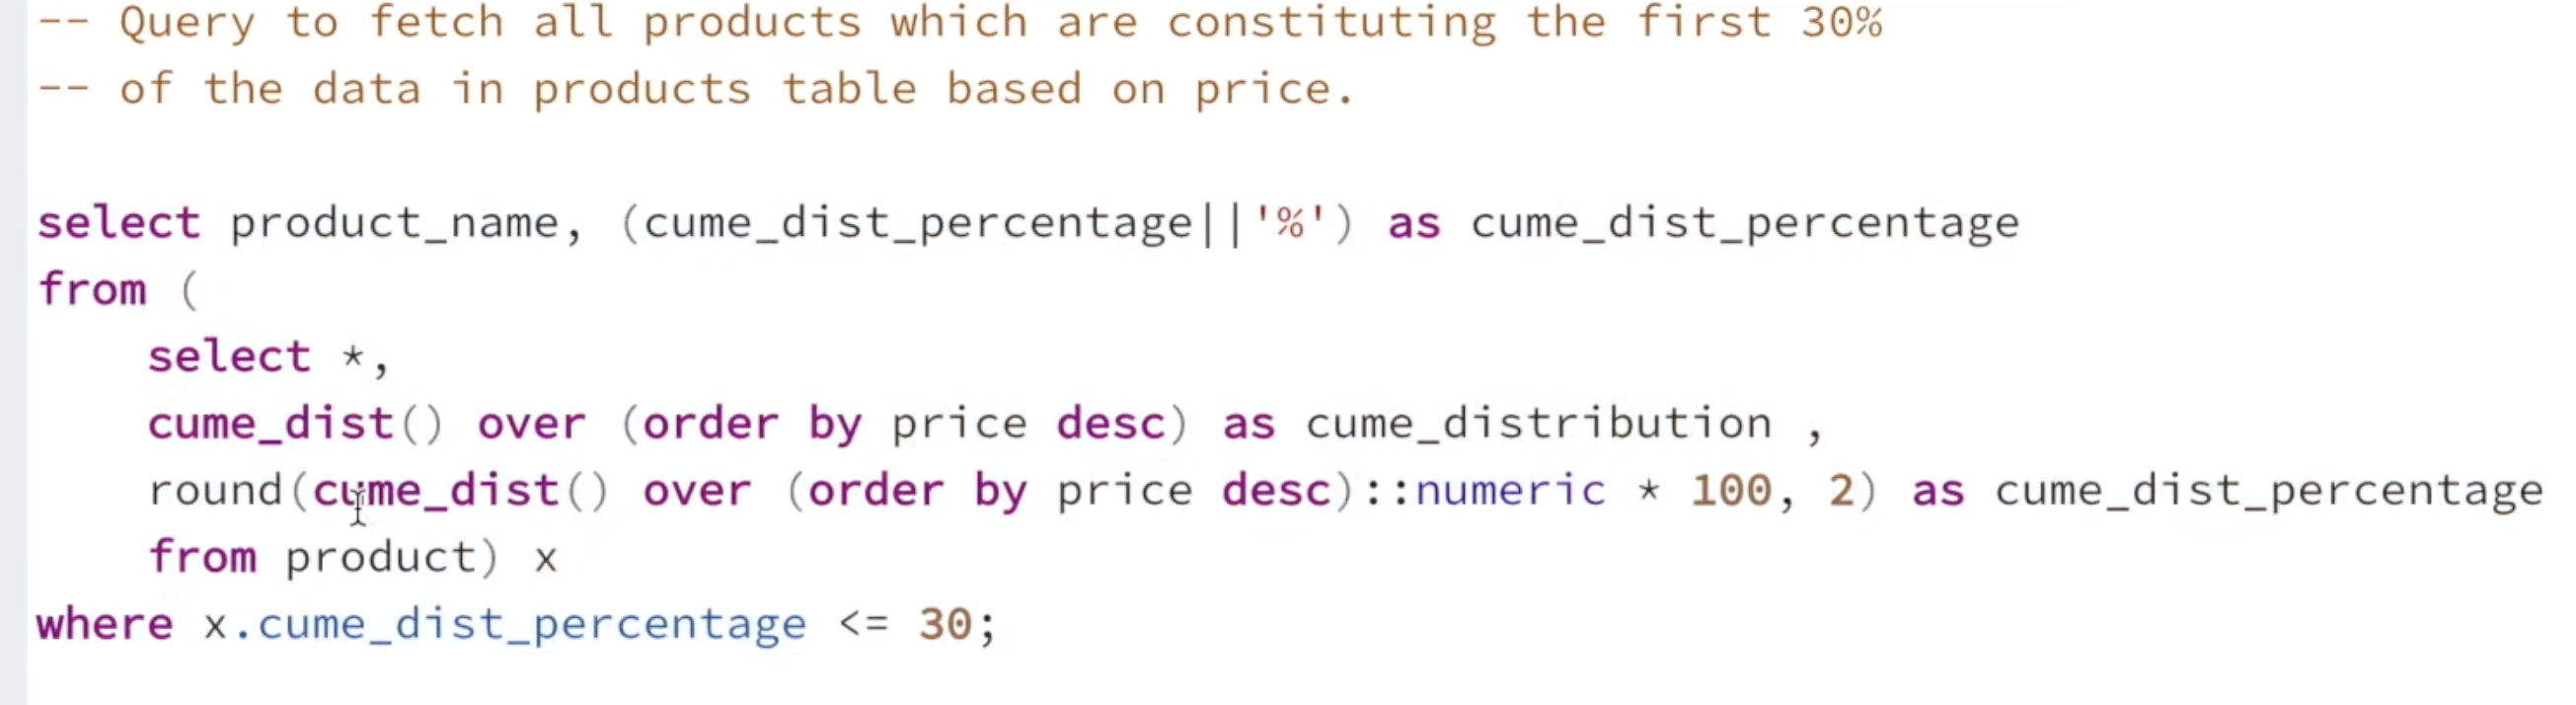 -- Query to fetch all products which are constituting the first 30%
-- of the data in products table based on price.
select product_name, (cume_dist_percentage||'%') as cume_dist_percentage
from (
    select *,
    cume_dist() over (order by price desc) as cume_distribution ,
    round(cume_dist() over (order by price desc)::numeric * 100, 2) as cume_dist_percentage
    from product) x
where x.cume_dist_percentage <= 30;